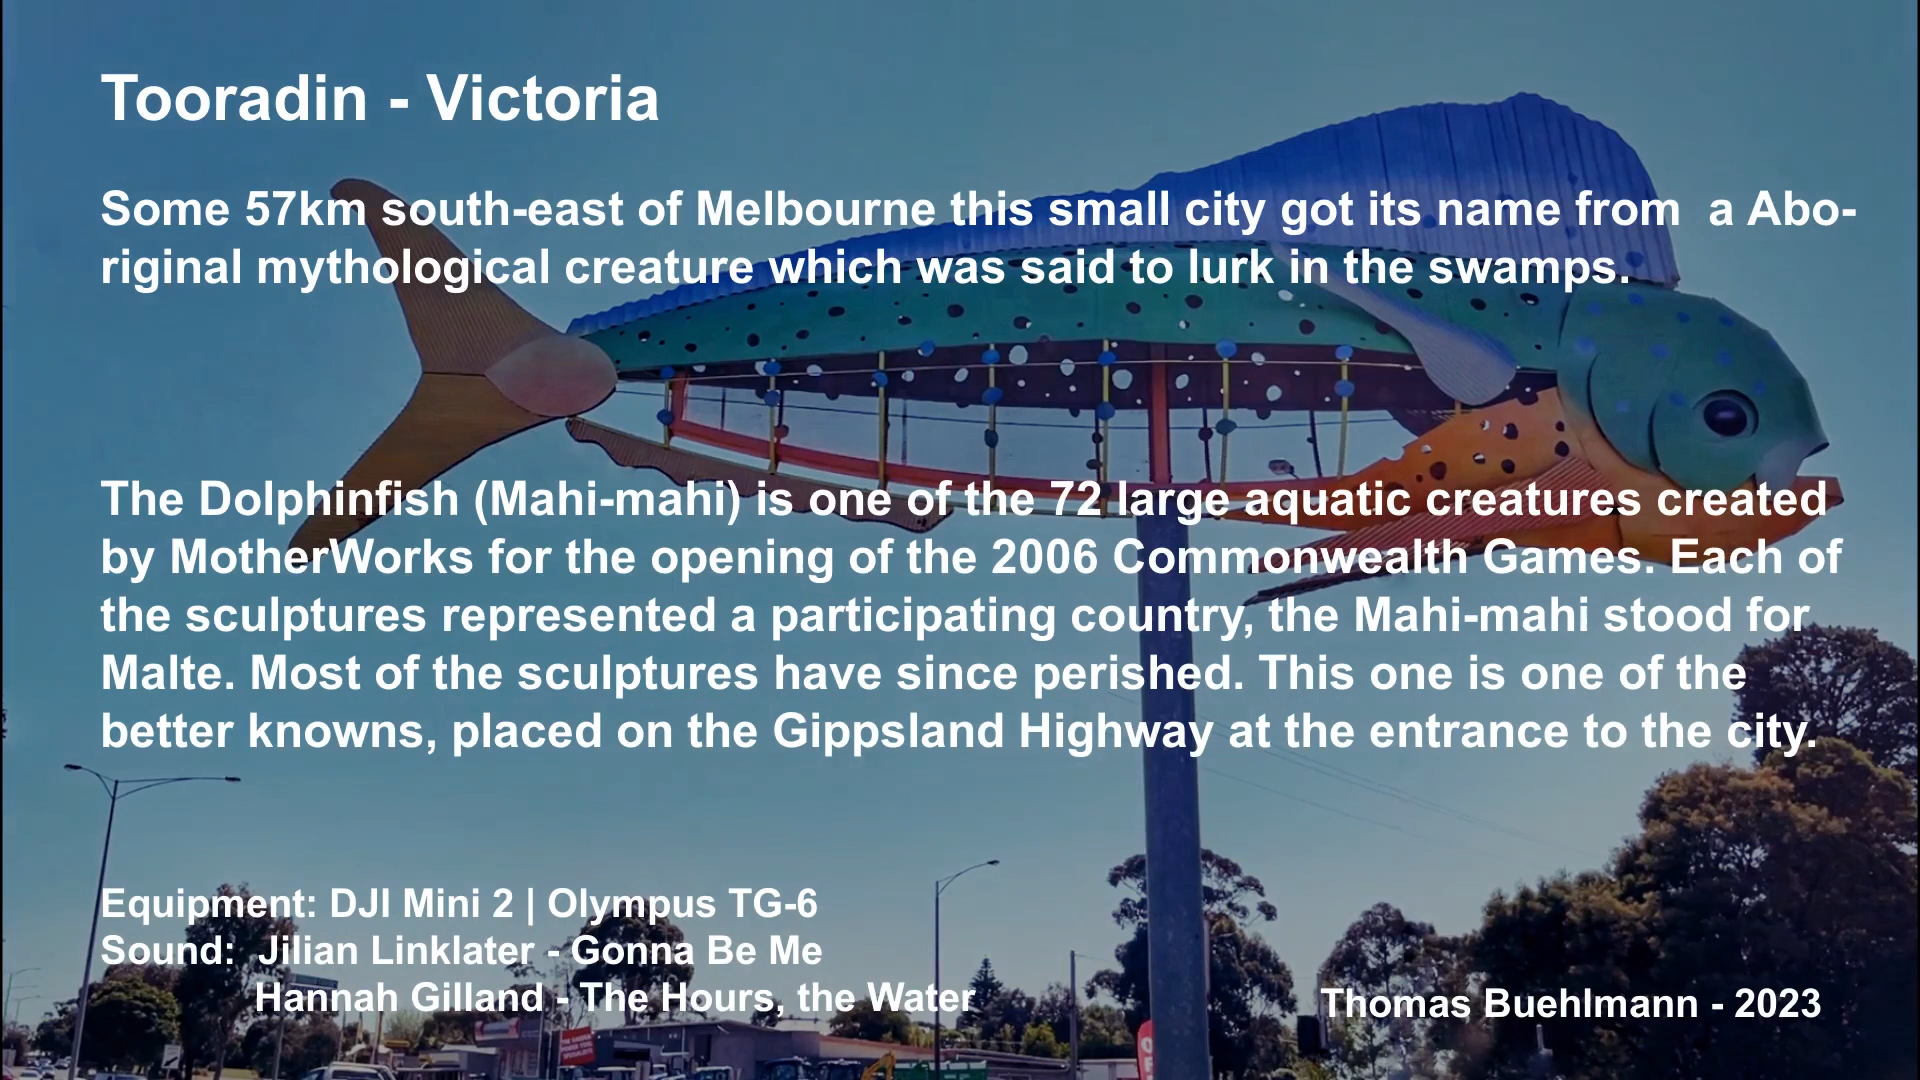 Tooradin - Victoria
Some 57km south-east of Melbourne this small city got its name from  a Abo-
riginal mythological creature which was said to lurk in the swamps.
The Dolphinfish (Mahi-mahi) is one of the 72 large aquatic creatures created
by MotherWorks for the opening of the 2006 Commonwealth Games. Each of
the sculptures represented a participating country, the Mahi-mahi stood for
Malte. Most of the sculptures have since perished. This one is one of the
better knowns, placed on the Gippsland Highway at the entrance to the city.
Equipment: DJI Mini 2 | Olympus TG-6
Sound:  Jilian Linklater - Gonna Be Me
Hannah Gilland - The Hours, the Water
Thomas Buehlmann - 2023